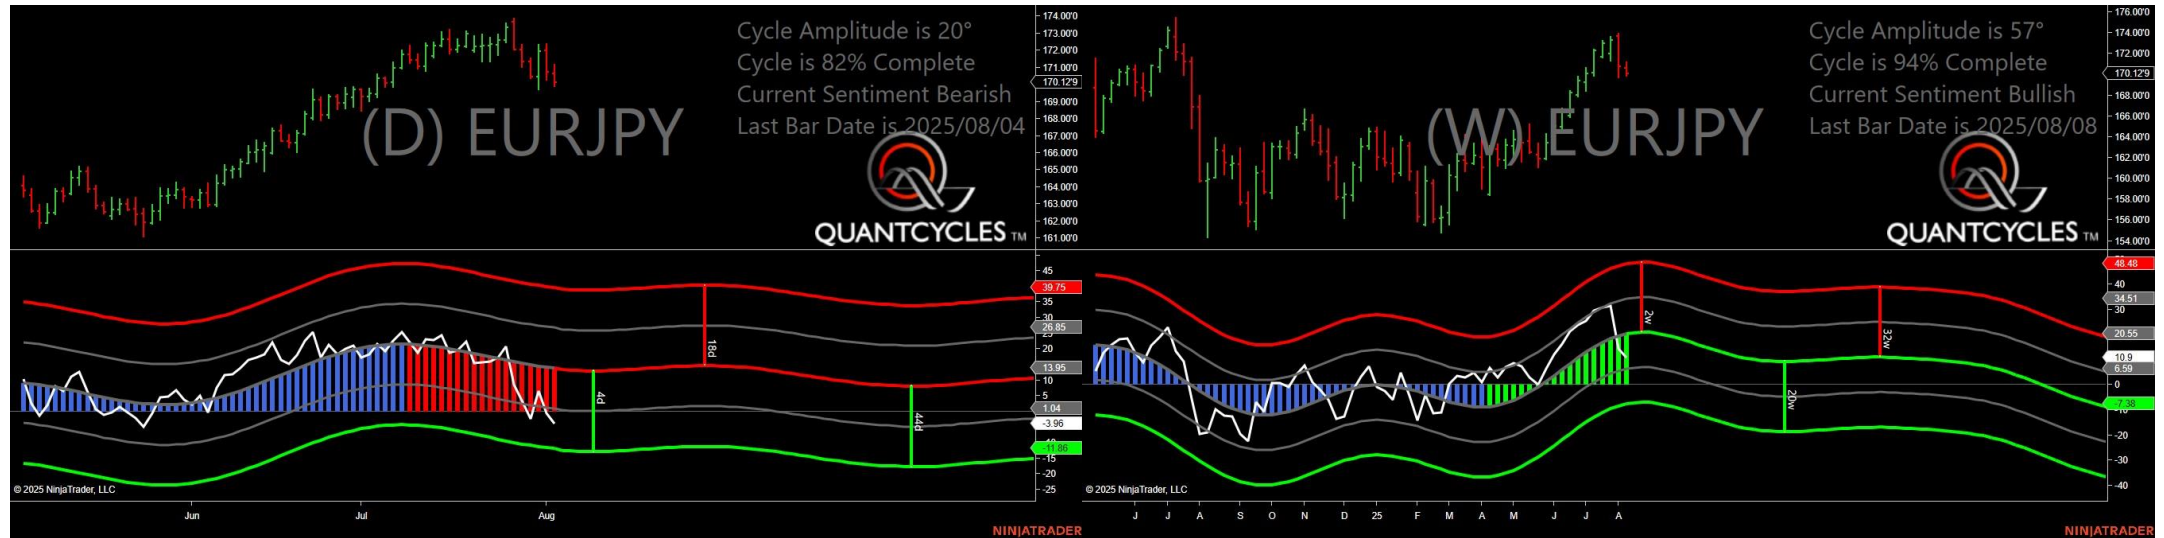 Cycle Amplitude is 20°
Cycle is 82% Complete
Current Sentiment Bearish
Last Bar Date is 2025/08/04
(D) EURJPY
QUANTCYCLES TM
174.00'0
173.00'0
172.00'0
171.00'0
170.12'9
169.00'0
168.00'0
167.00'0
166.00'0
165.00'0
164.00'0
163.00'0
162.00'0
161.00'0
45
39.75
35
30
26.85
20
13.95
10
5
1.04
-3.96
-11.86
-15
-20
-25
18d
4d
44d
© 2025 NinjaTrader, LLC
Jun
Jul
Aug
NINJATRADER
Cycle Amplitude is 57°
Cycle is 94% Complete
Current Sentiment Bullish
Last Bar Date is 2025/08/08
(W) EURJPY
QUANTCYCLES TM
176.00'0
174.00'0
172.00'0
170.12'9
168.00'0
166.00'0
164.00'0
162.00'0
160.00'0
158.00'0
156.00'0
154.00'0
48.48
40
34.51
30
20.55
10.9
6.59
0
-7.38
-20
-30
-40
2w
32w
20w
© 2025 NinjaTrader, LLC
J
J
A
S
O
N
D
25
F
M
A
M
J
J
A
NINJATRADER